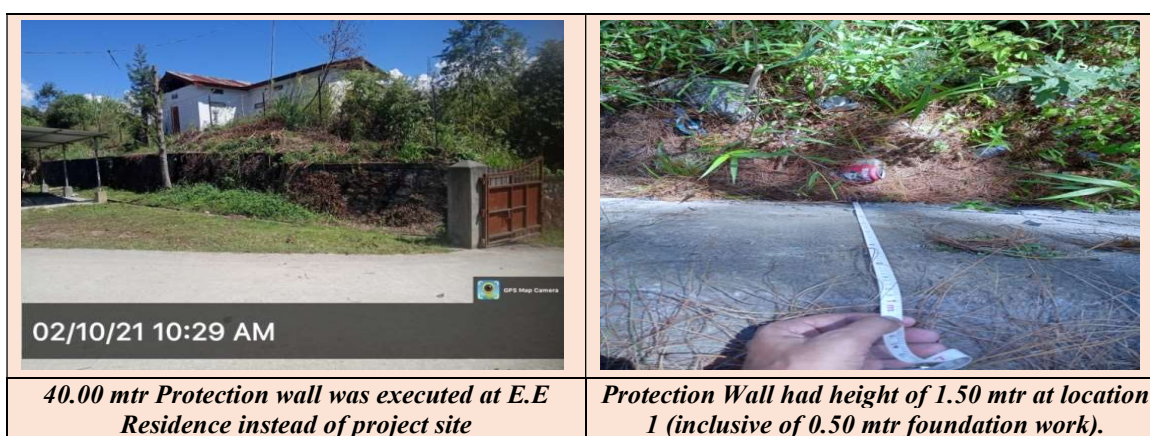 GPS Map Camera
02/10/21 10:29 AM
40.00 mtr Protection wall was executed at E.E
Residence instead of project site
Protection Wall had height of 1.50 mtr at location
1 (inclusive of 0.50 mtr foundation work).